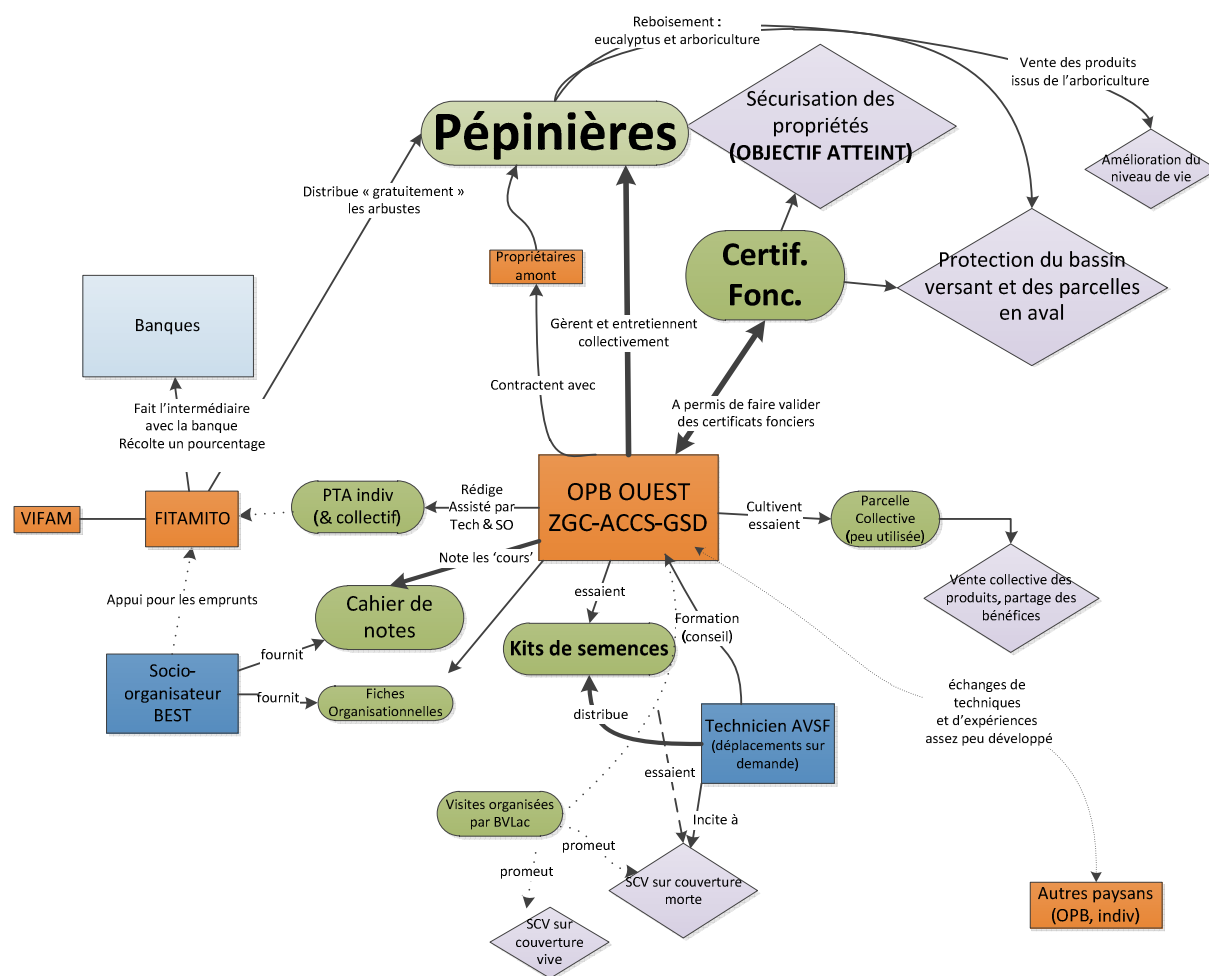 Reboisement :
eucalyptus et arboriculture
Vente des produits
issus de l’arboriculture
Pépinières
Sécurisation des
propriétés
(OBJECTIF ATTEINT)
Amélioration du
niveau de vie
Distribue « gratuitement »
les arbustes
Propriétaires
amont
Certif.
Fonc.
Protection du bassin
versant et des parcelles
en aval
Banques
Gèrent et entretiennent
collectivement
Contractent avec
Fait l’intermédiaire
avec la banque
Récolte un pourcentage
A permis de faire valider
des certificats fonciers
VIFAM
FITAMITO
PTA indiv
(& collectif)
Rédige
Assisté par
Tech & SO
OPB OUEST
ZGC-ACCS-GSD
Cultivent
essaient
Parcelle
Collective
(peu utilisée)
Note les ‘cours’
Appui pour les emprunts
Cahier de
notes
essaient
Formation
(conseil)
Vente collective des
produits, partage des
bénéfices
Kits de semences
Socio-
organisateur
BEST
fournit
fournit
Fiches
Organisationnelles
distribue
Technicien AVSF
(déplacements sur
demande)
échanges de
techniques
et d’expériences
assez peu développé
essaient
Visites organisées
par BVLac
Incite à
promeut
promeut
SCV sur couverture
morte
Autres paysans
(OPB, indiv)
SCV sur
couverture
vive